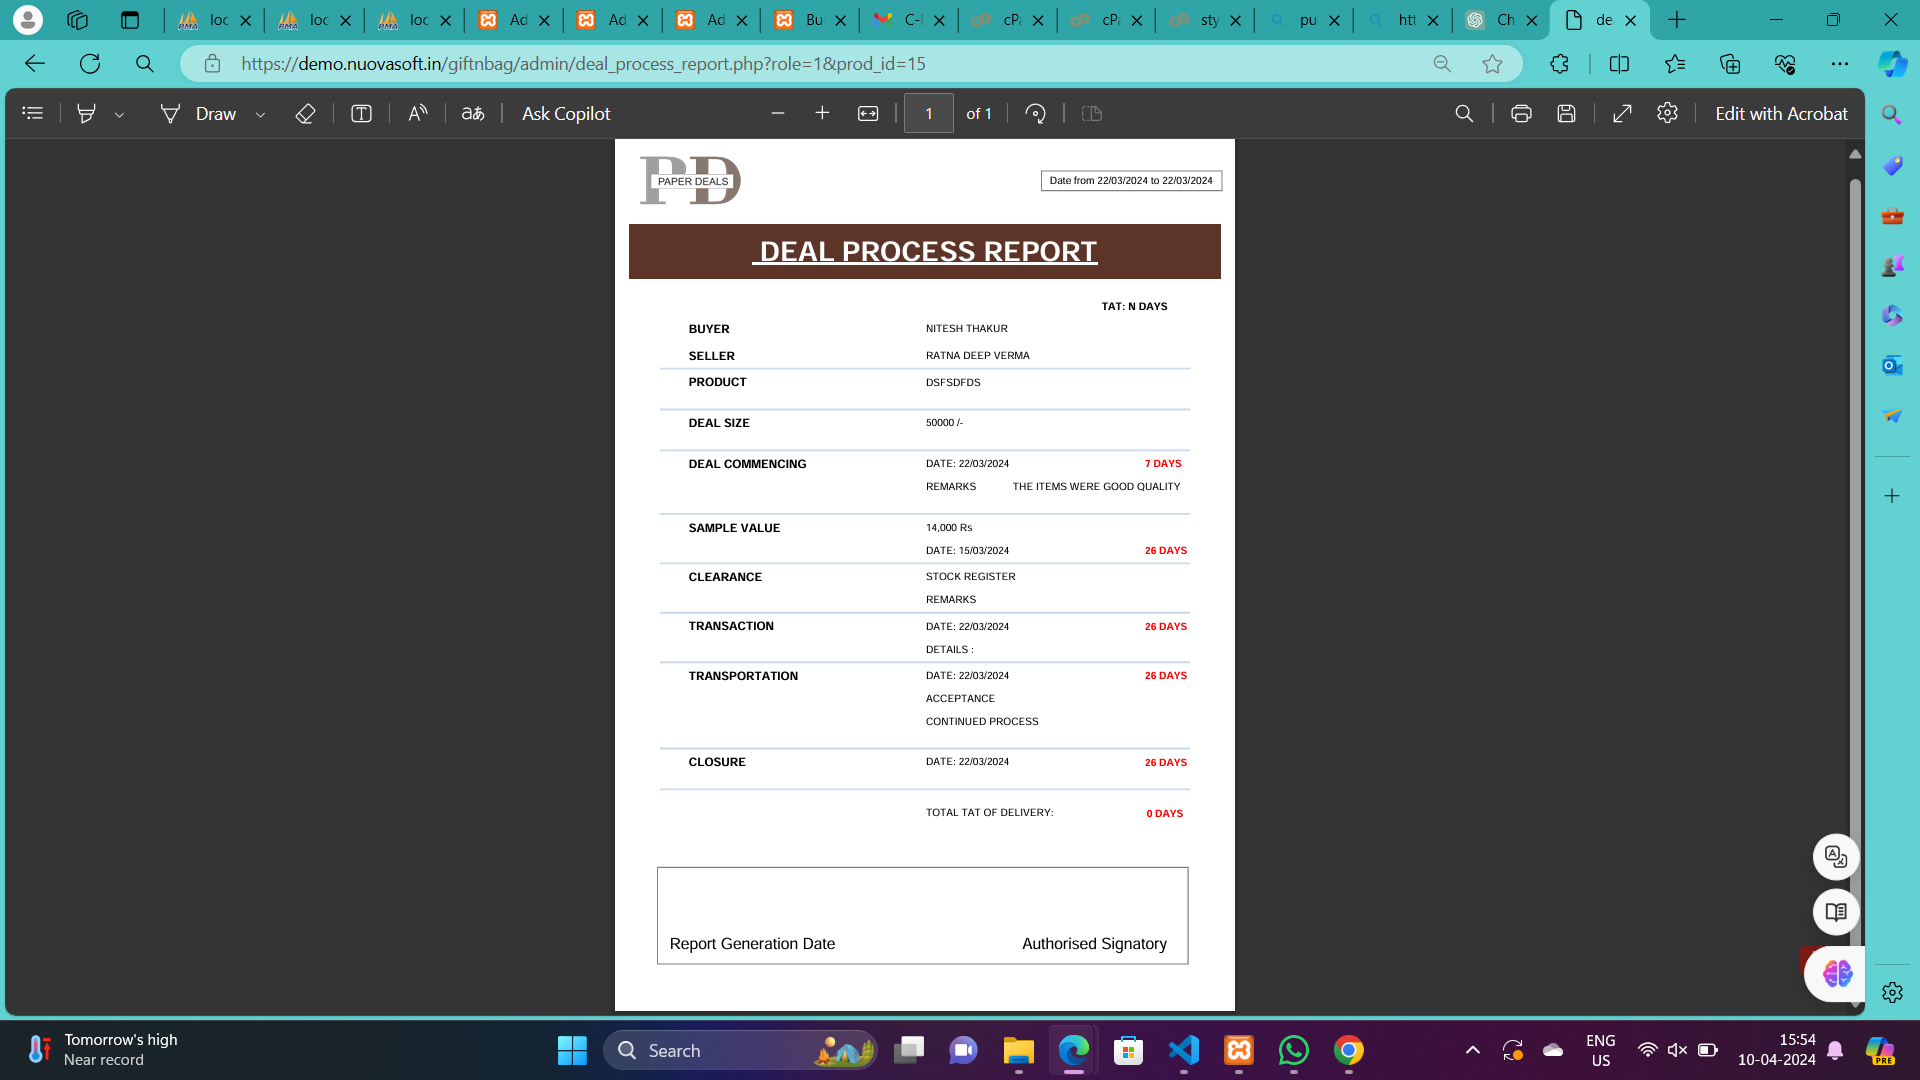 loc
loc
loc
Ad
Ad
Ad
Bu
C-I
cPa
cPa
sty
pu
htt
Ch
de
https://demo.nuovasoft.in/giftnbag/admin/deal_process_report.php?role=1&prod_id=15
Draw
aあ
Ask Copilot
1
of 1
Edit with Acrobat
PD
PAPER DEALS
Date from 22/03/2024 to 22/03/2024
DEAL PROCESS REPORT
TAT: N DAYS
BUYER NITESH THAKUR
SELLER RATNA DEEP VERMA
PRODUCT DSFSDFDS
DEAL SIZE 50000 /-
DEAL COMMENCING DATE: 22/03/2024 7 DAYS
REMARKS THE ITEMS WERE GOOD QUALITY
SAMPLE VALUE 14,000 Rs
DATE: 15/03/2024 26 DAYS
CLEARANCE STOCK REGISTER
REMARKS
TRANSACTION DATE: 22/03/2024 26 DAYS
DETAILS :
TRANSPORTATION DATE: 22/03/2024 26 DAYS
ACCEPTANCE
CONTINUED PROCESS
CLOSURE DATE: 22/03/2024 26 DAYS
TOTAL TAT OF DELIVERY: 0 DAYS
Report Generation Date Authorised Signatory
Tomorrow's high
Near record
Search
ENG
US
15:54
10-04-2024
PRE